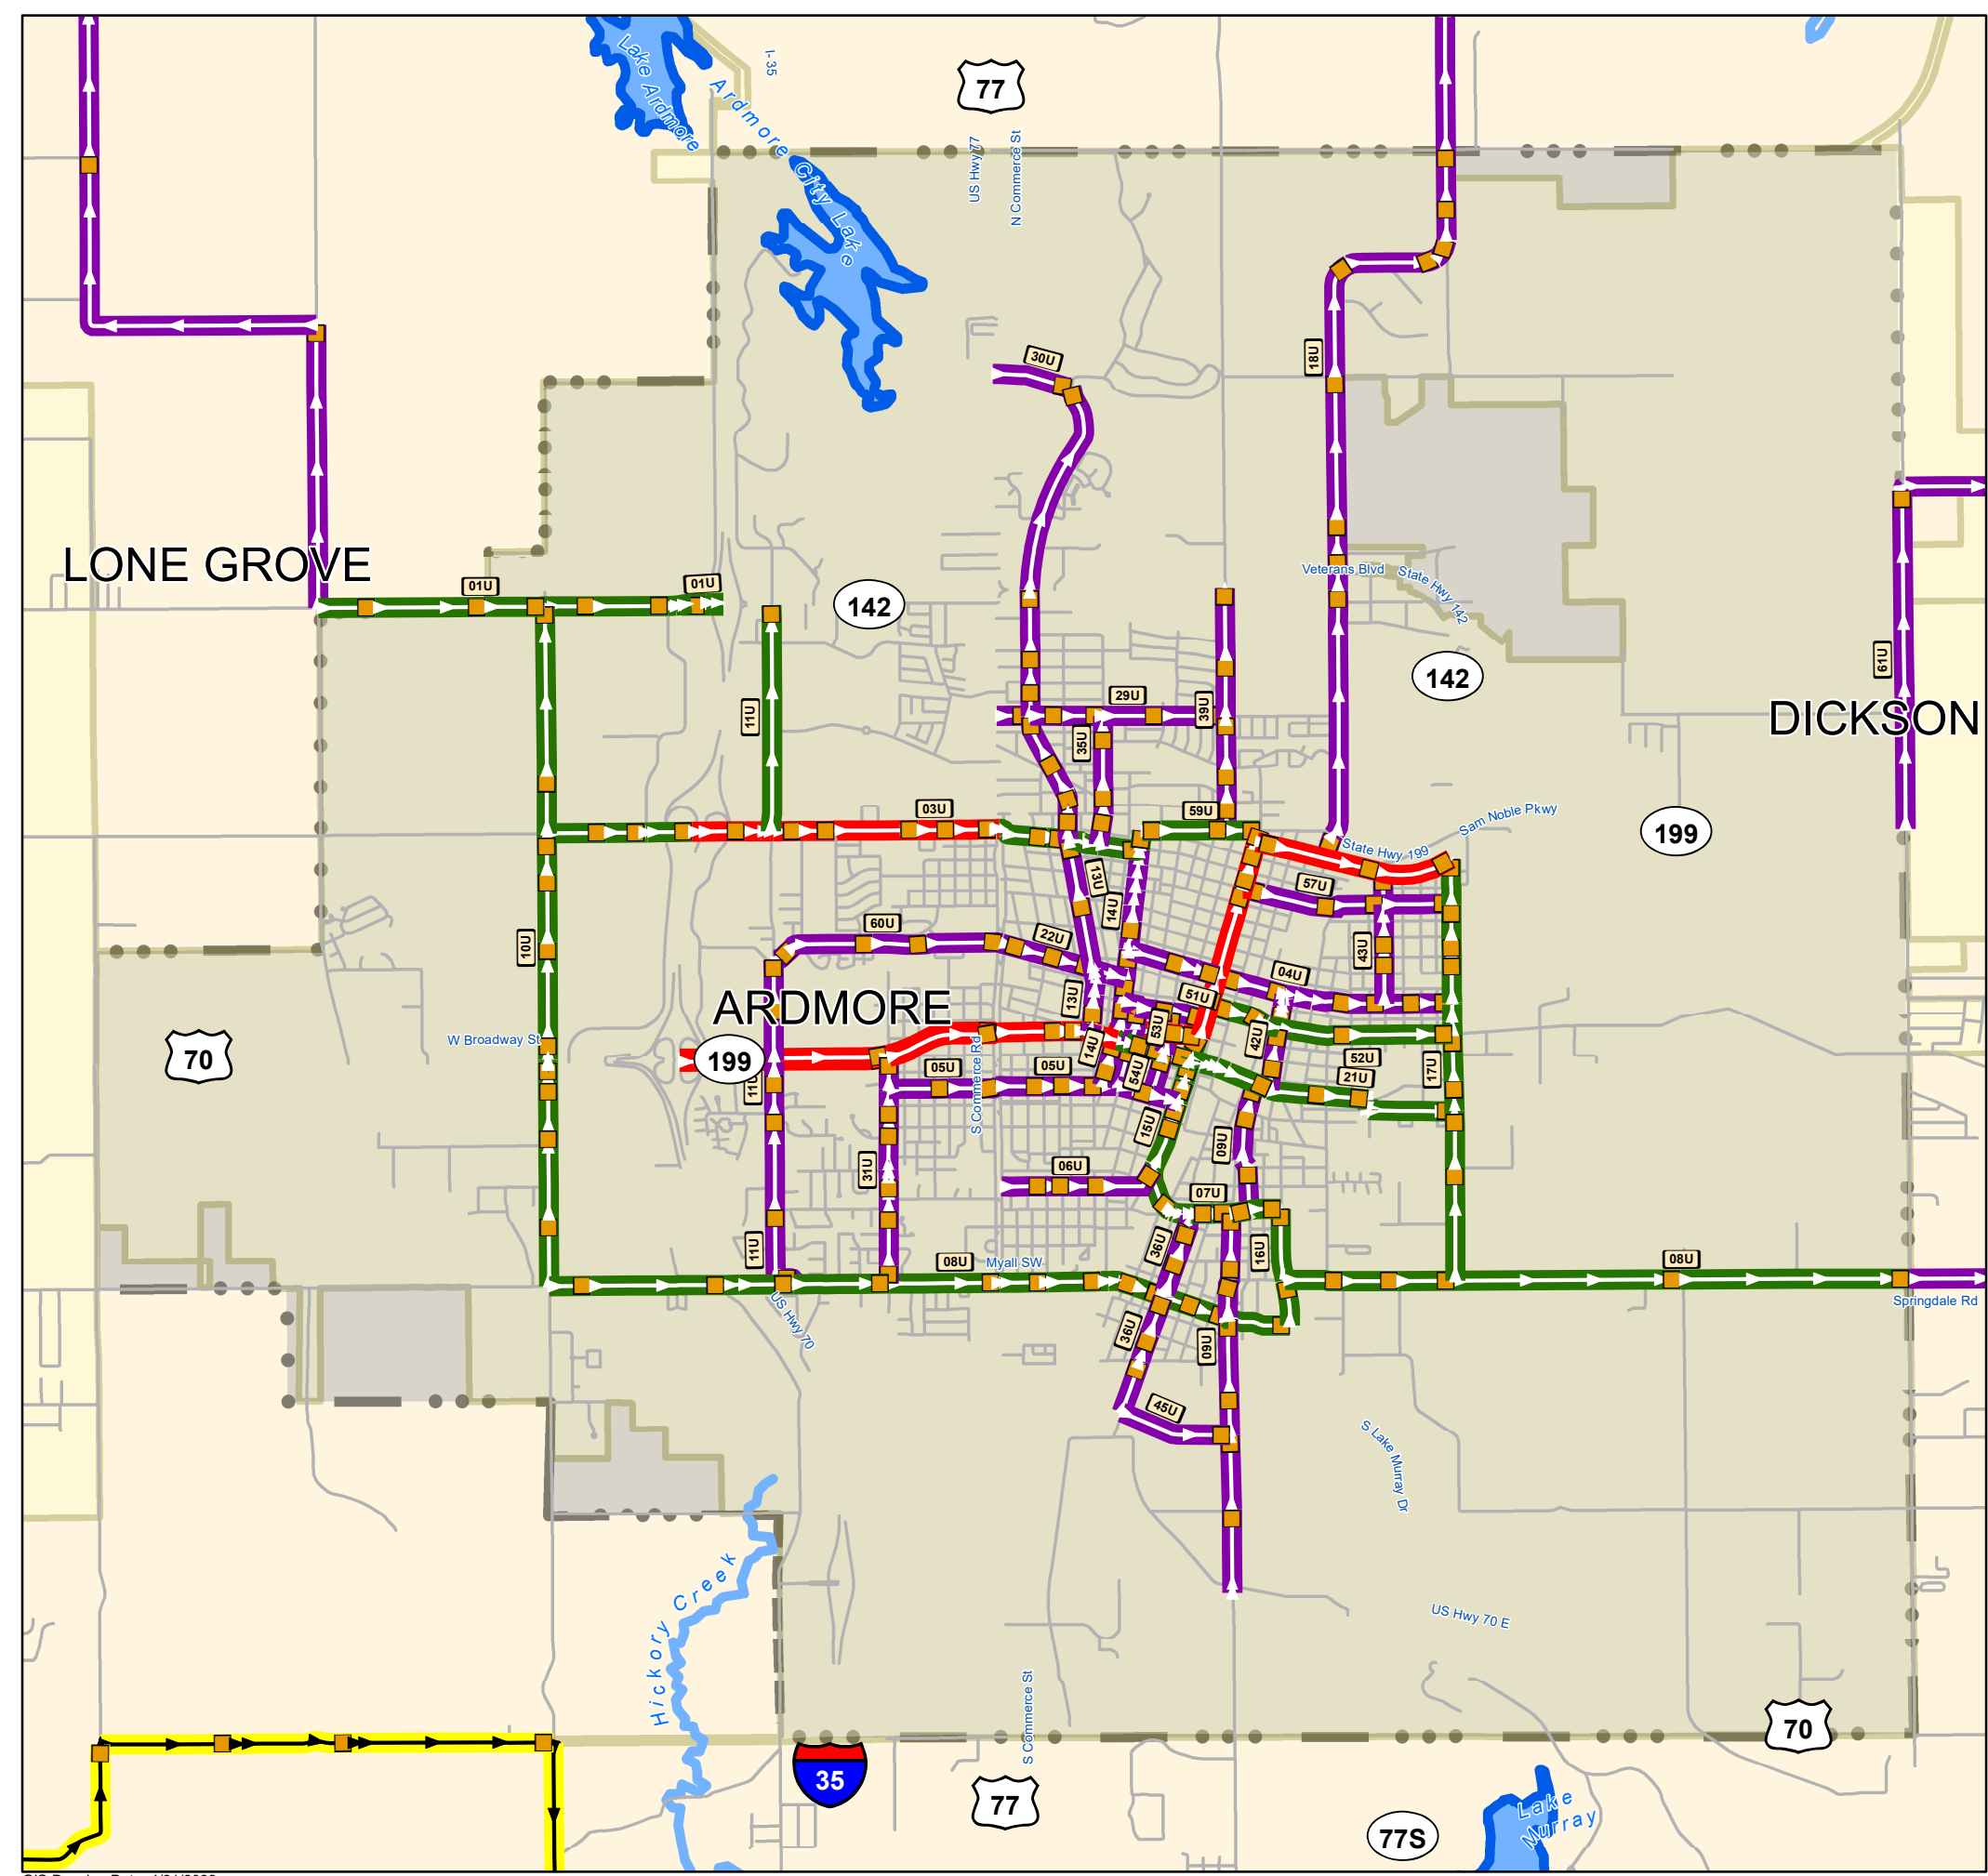 I-35
Lake Ardmore
Ardmore City Lake
77
US Hwy 77
N Commerce St
30U
18U
LONE GROVE
01U
01U
142
Veterans Blvd
State Hwy 142
142
61U
DICKSON
11U
29U
39U
35U
03U
59U
Sam Noble Pkwy
State Hwy 199
199
13U
14U
57U
60U
22U
10U
43U
04U
ARDMORE
13U
51U
53U
42U
70
W Broadway St
199
11U
S Commerce Rd
05U
05U
14U
54U
52U
21U
17U
15U
09U
31U
06U
07U
11U
08U
Myall SW
36U
16U
08U
Springdale Rd
US Hwy 70
36U
09U
45U
S Lake Murray Dr
Hickory Creek
US Hwy 70 E
S Commerce St
70
35
77
77S
Lake Murray